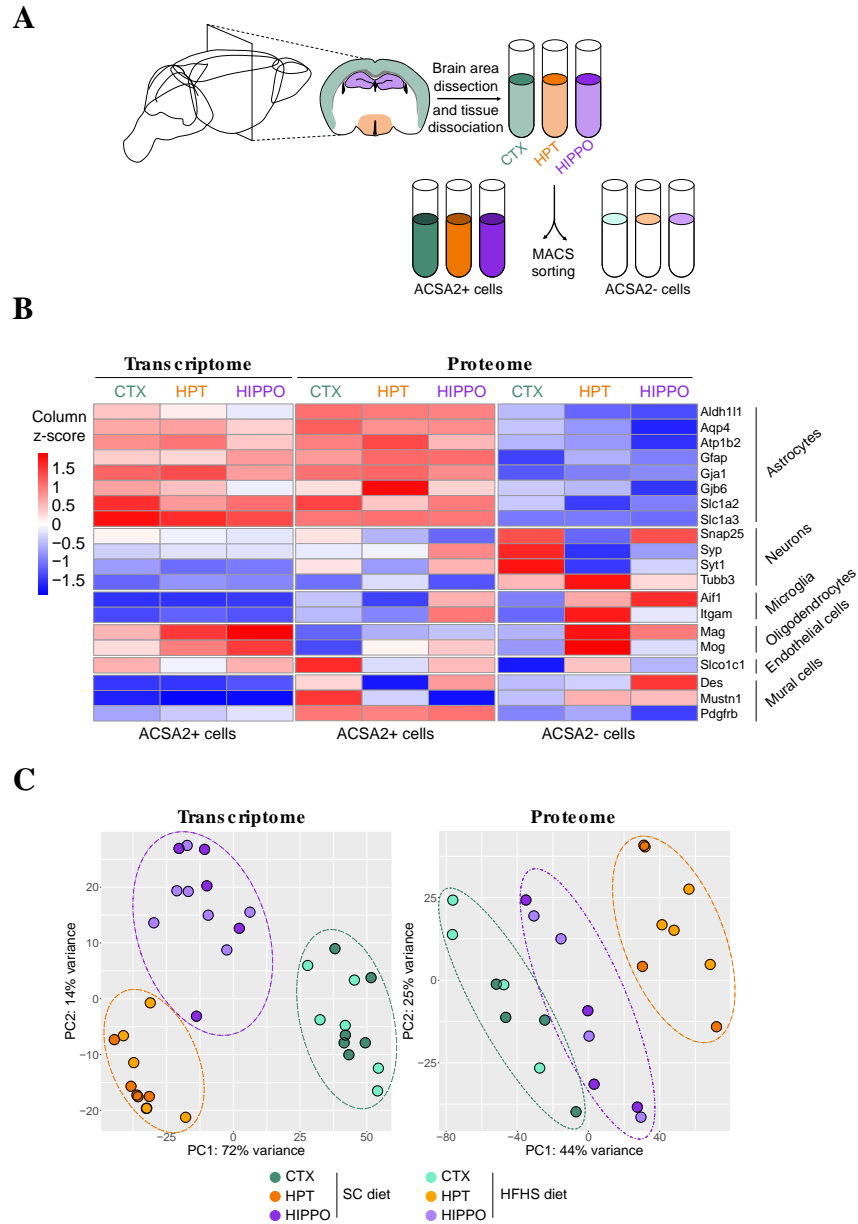 A
Brain area
dissection
and tissue
dissociation
CTX
HPT
HIPPO
MACS
sorting
ACSA2+ cells
ACSA2- cells
B
Transcriptome
Proteome
CTX HPT HIPPO CTX HPT HIPPO CTX HPT HIPPO
Column
z-score
1.5
1
0.5
0
−0.5
−1
−1.5
Aldh1l1
Aqp4
Atp1b2
Gfap
Gja1
Gjb6
Slc1a2
Slc1a3
Snap25
Syp
Syt1
Tubb3
Aif1
Itgam
Mag
Mog
Slco1c1
Des
Mustn1
Pdgfrb
Astrocytes
Neurons
Microglia
Oligodendrocytes
Endothelial cells
Mural cells
ACSA2+ cells ACSA2+ cells ACSA2- cells
C
Transcriptome
PC2: 14% variance
20
10
0
−10
−20
−25 0 25 50
PC1: 72% variance
Proteome
PC2: 25% variance
25
0
−25
−80 −40 0 40
PC1: 44% variance
CTX
HPT
HIPPO
SC diet
CTX
HPT
HIPPO
HFHS diet